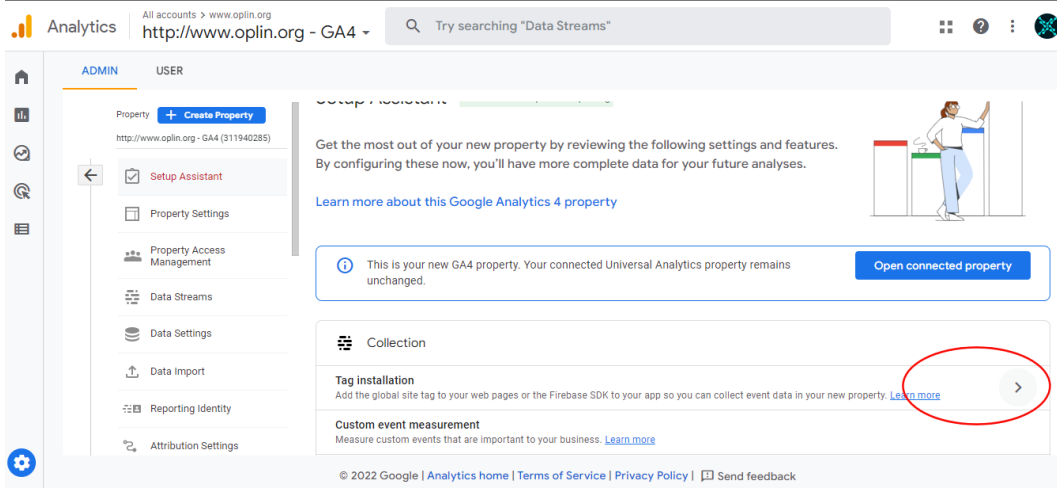 Analytics
All accounts > www.oplin.org
http://www.oplin.org - GA4
Try searching "Data Streams"
ADMIN
USER
Property
Create Property
http://www.oplin.org - GA4 (311940285)
Setup Assistant
Property Settings
Property Access
Management
Data Streams
Data Settings
Data Import
Reporting Identity
Attribution Settings
Setup Assistant
Get the most out of your new property by reviewing the following settings and features.
By configuring these now, you'll have more complete data for your future analyses.
Learn more about this Google Analytics 4 property
This is your new GA4 property. Your connected Universal Analytics property remains
unchanged.
Open connected property
Collection
Tag installation
Add the global site tag to your web pages or the Firebase SDK to your app so you can collect event data in your new property. Learn more
Custom event measurement
Measure custom events that are important to your business. Learn more
© 2022 Google | Analytics home | Terms of Service | Privacy Policy | Send feedback